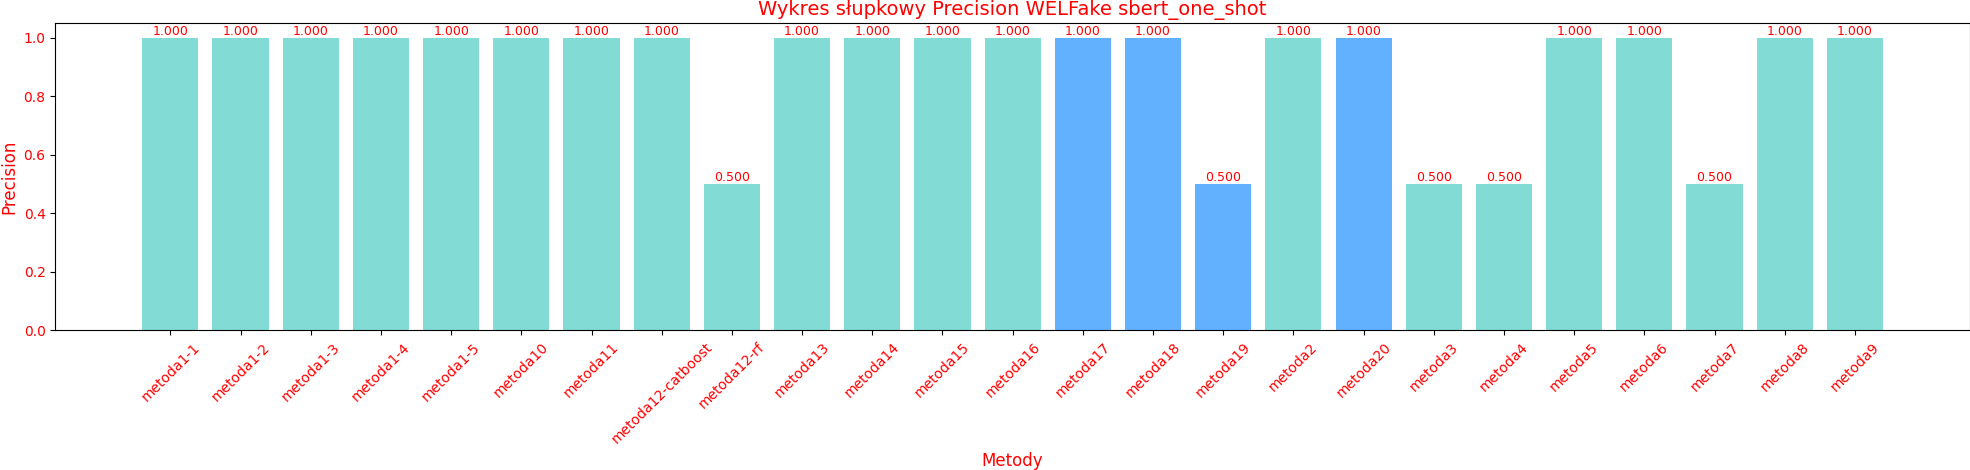 Wykres słupkowy Precision WELFake sbert_one_shot
1.000 1.000 1.000 1.000 1.000 1.000 1.000 1.000 0.500 1.000 1.000 1.000 1.000 1.000 1.000 0.500 1.000 1.000 0.500 0.500 1.000 1.000 0.500 1.000 1.000
Precision
1.0
0.8
0.6
0.4
0.2
0.0
metoda1-1
metoda1-2
metoda1-3
metoda1-4
metoda1-5
metoda10
metoda11
metoda12-catboost
metoda12-rf
metoda13
metoda14
metoda15
metoda16
metoda17
metoda18
metoda19
metoda2
metoda20
metoda3
metoda4
metoda5
metoda6
metoda7
metoda8
metoda9
Metody